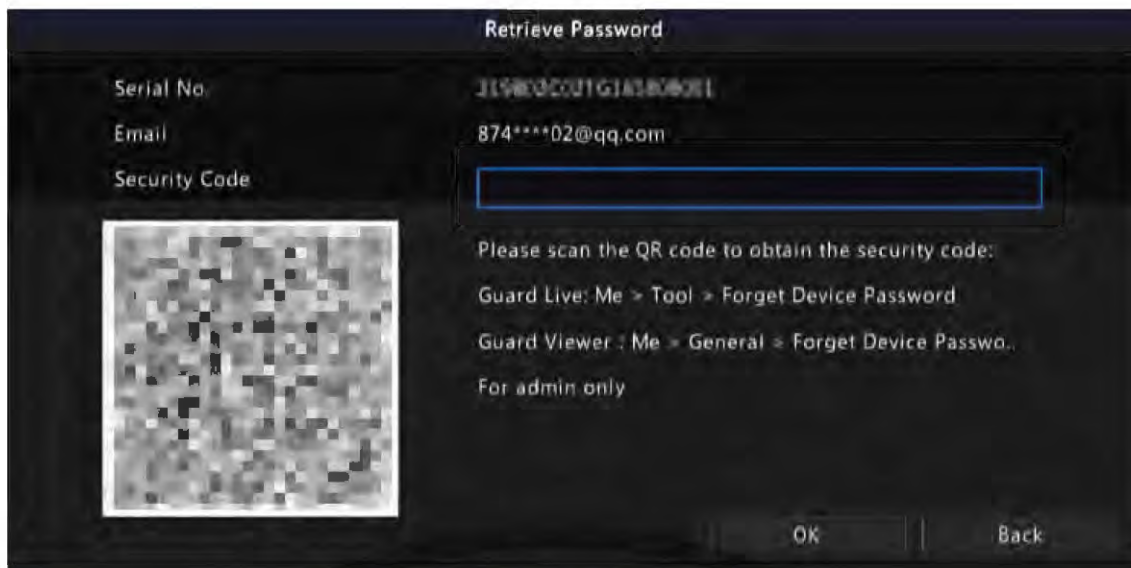 Retrieve Password
Serial No.
Email 874****02@qq.com
Security Code
Please scan the QR code to obtain the security code:
Guard Live: Me > Tool > Forget Device Password
Guard Viewer : Me > General > Forget Device Passwo..
For admin only
OK Back